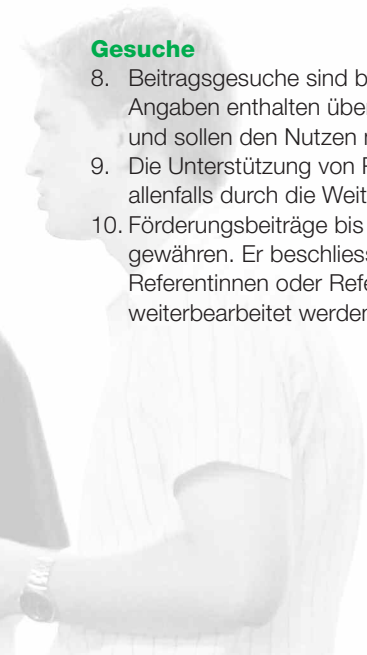 Gesuche
8. Beitragsgesuche sind b
Angaben enthalten über
und sollen den Nutzen
9. Die Unterstützung von
allenfalls durch die Weit
10. Förderungsbeiträge bis
gewähren. Er beschliess
Referentinnen oder Refe
weiterbearbeitet werden